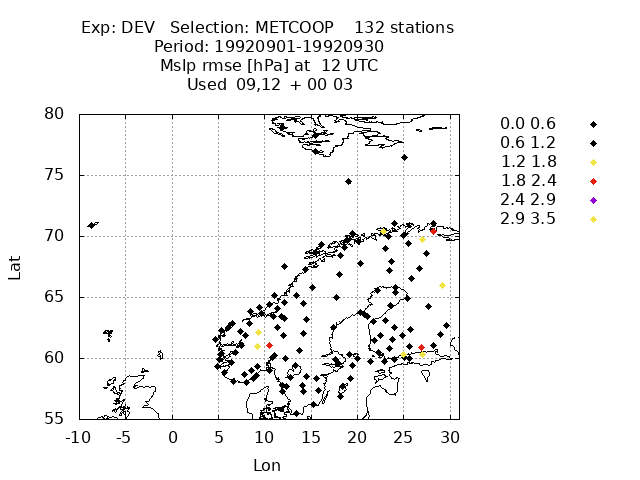 Exp: DEV Selection: METCOOP 132 stations
Period: 19920901-19920930
Mslp rmse [hPa] at 12 UTC
Used 09,12 + 00 03
0.0 0.6
0.6 1.2
1.2 1.8
1.8 2.4
2.4 2.9
2.9 3.5
80
75
70
65
60
55
Lat
-10 -5 0 5 10 15 20 25 30
Lon